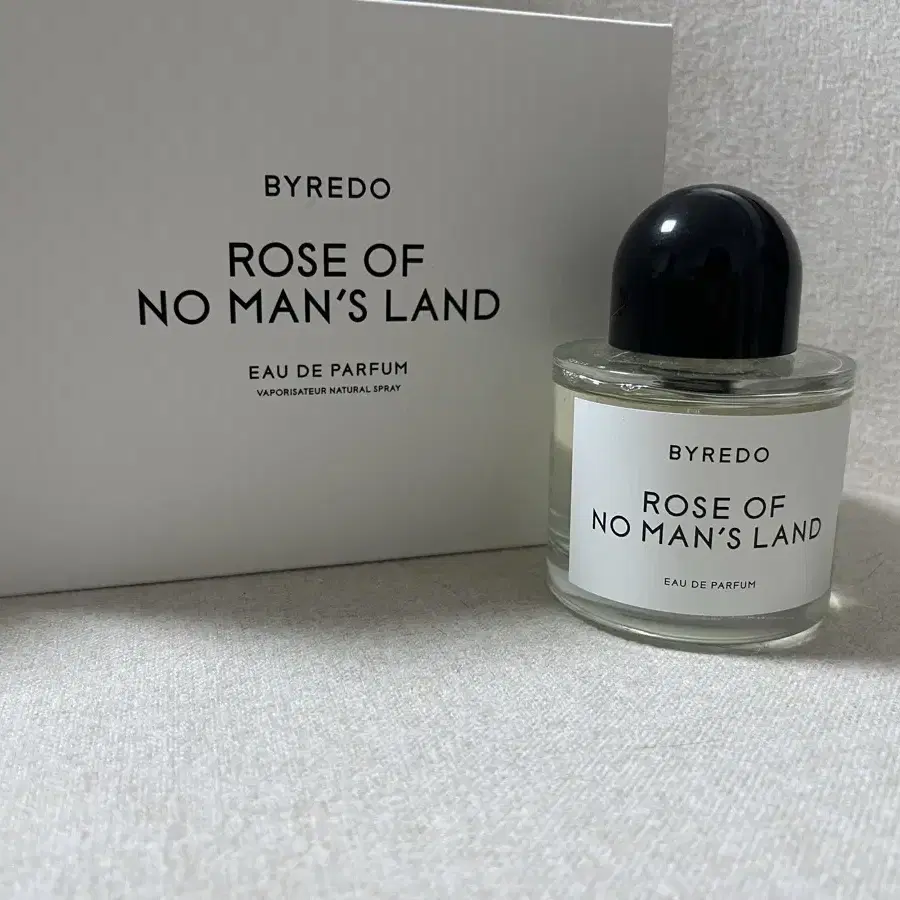 BYREDO
ROSE OF
NO MAN'S LAND
EAU DE PARFUM
VAPORISATEUR NATURAL SPRAY
BYREDO
ROSE OF
NO MAN'S LAND
EAU DE PARFUM